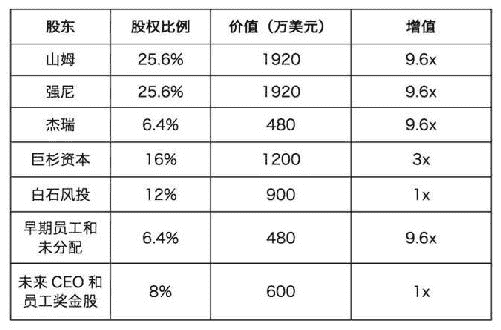 股东 股权比例 价值（万美元） 增值
山姆 25.6% 1920 9.6x
强尼 25.6% 1920 9.6x
杰瑞 6.4% 480 9.6x
巨杉资本 16% 1200 3x
白石风投 12% 900 1x
早期员工和
未分配 6.4% 480 9.6x
未来 CEO 和
员工奖金股 8% 600 1x